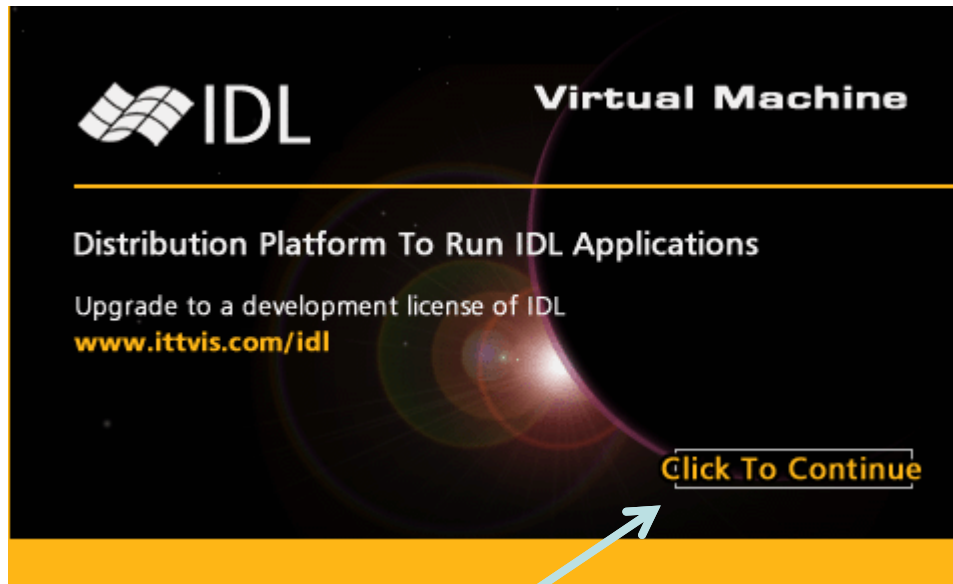 IDL
Virtual Machine
Distribution Platform To Run IDL Applications
Upgrade to a development license of IDL
www.ittvis.com/idl
Click To Continue